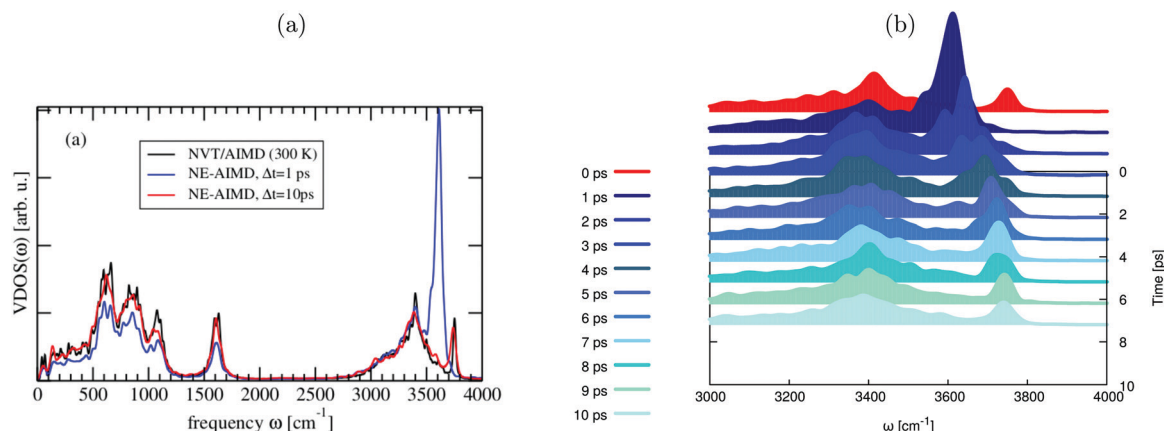 (a)
(b)
(a)
NVT/AIMD (300 K)
NE-AIMD, Δt=1 ps
NE-AIMD, Δt=10ps
VDOS(ω) [arb. u.]
0 500 1000 1500 2000 2500 3000 3500 4000
frequency ω [cm-1]
0 ps
1 ps
2 ps
3 ps
4 ps
5 ps
6 ps
7 ps
8 ps
9 ps
10 ps
0
2
4
6
8
10
Time [ps]
3000 3200 3400 3600 3800 4000
ω [cm-1]